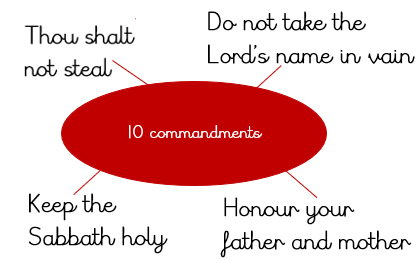 Thou shalt
not steal
Do not take the
Lord's name in vain
10 commandments
Keep the
Sabbath holy
Honour your
father and mother